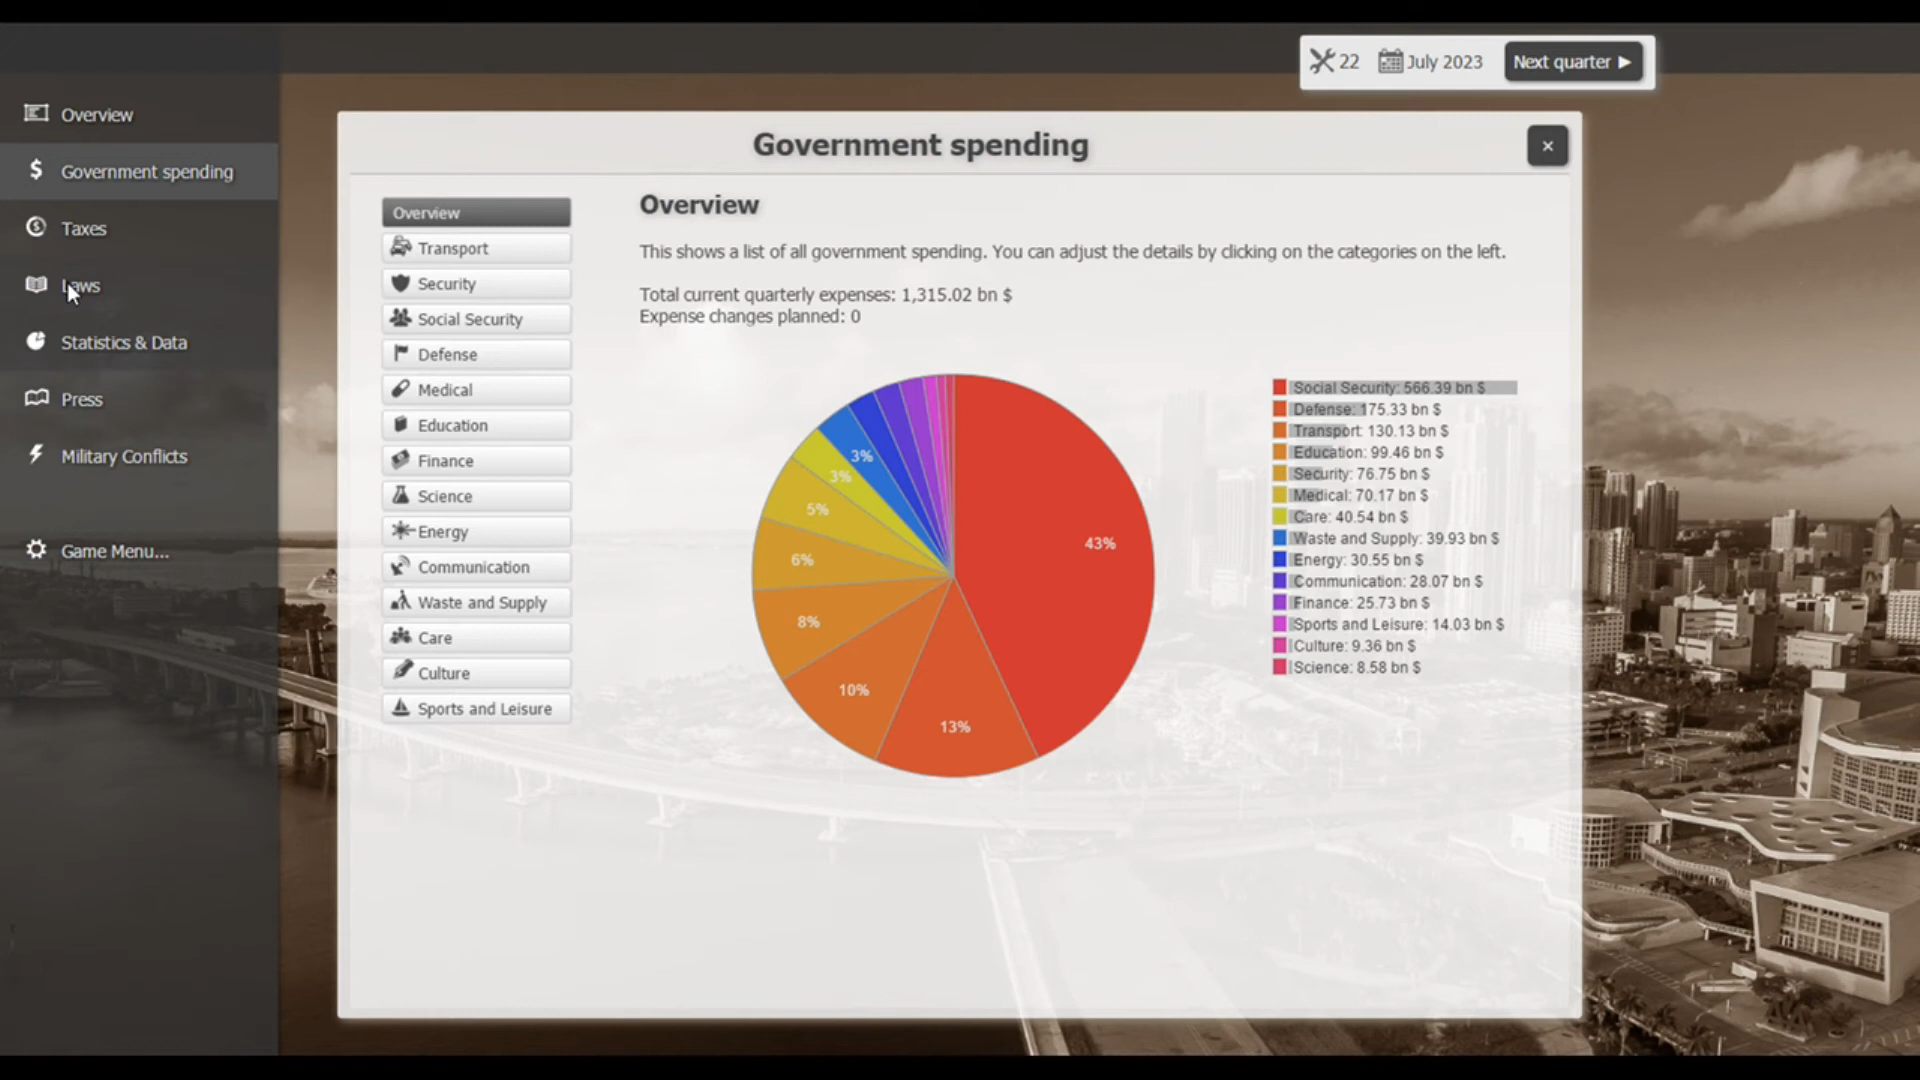 22
July 2023
Next quarter
Overview
Government spending
Taxes
Laws
Statistics & Data
Press
Military Conflicts
Game Menu...
Government spending
×
Overview
Transport
Security
Social Security
Defense
Medical
Education
Finance
Science
Energy
Communication
Waste and Supply
Care
Culture
Sports and Leisure
Overview
This shows a list of all government spending. You can adjust the details by clicking on the categories on the left.
Total current quarterly expenses: 1,315.02 bn $
Expense changes planned: 0
43%
13%
10%
8%
6%
5%
3%
3%
Social Security: 566.39 bn $
Defense: 175.33 bn $
Transport: 130.13 bn $
Education: 99.46 bn $
Security: 76.75 bn $
Medical: 70.17 bn $
Care: 40.54 bn $
Waste and Supply: 39.93 bn $
Energy: 30.55 bn $
Communication: 28.07 bn $
Finance: 25.73 bn $
Sports and Leisure: 14.03 bn $
Culture: 9.36 bn $
Science: 8.58 bn $